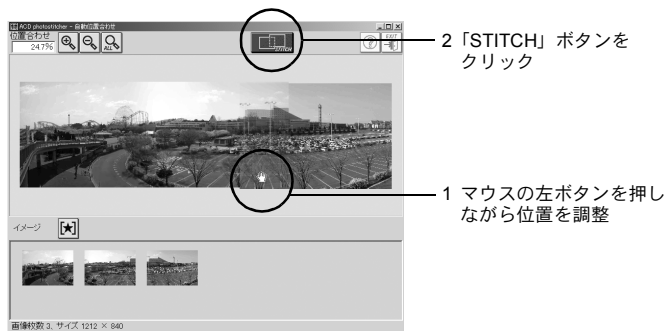 ACD photostitcher - 自動位置合わせ
位置合わせ
24.7%
ALL
STITCH
EXIT
2「STITCH」ボタンを
クリック
1 マウスの左ボタンを押し
ながら位置を調整
イメージ
画像枚数 3, サイズ 1212 × 840